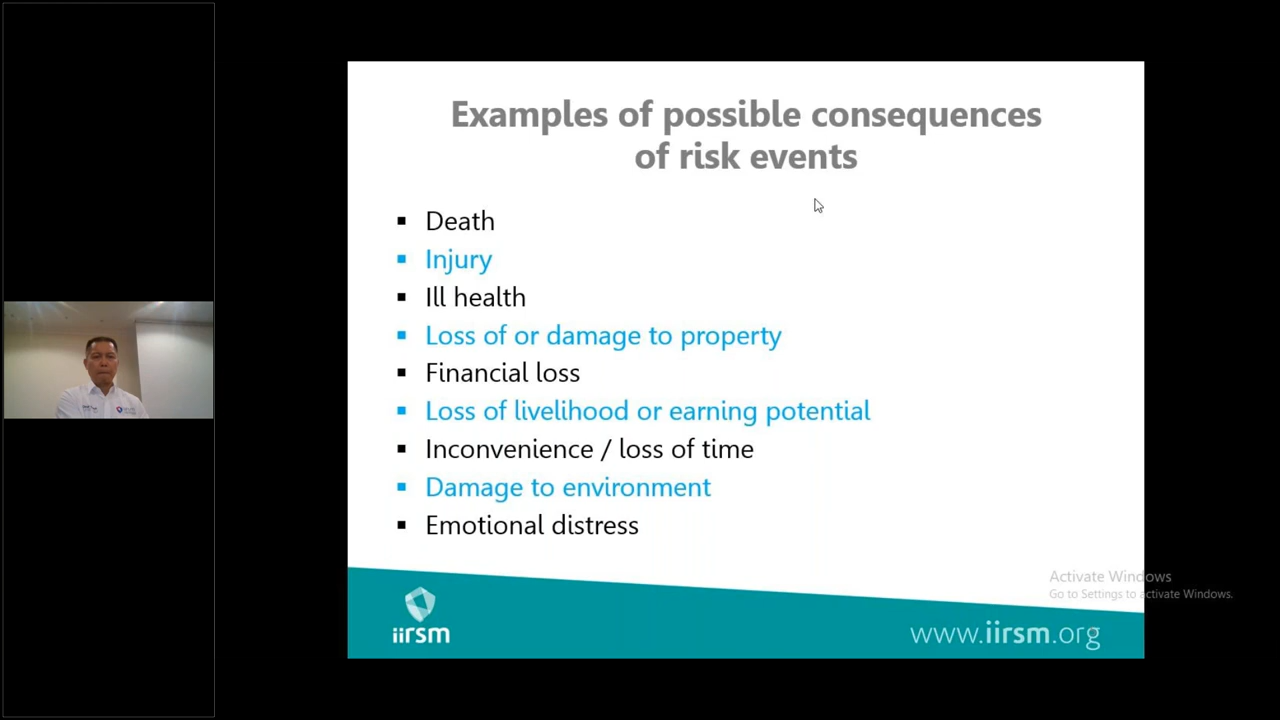 Examples of possible consequences
of risk events
Death
Injury
Ill health
Loss of or damage to property
Financial loss
Loss of livelihood or earning potential
Inconvenience / loss of time
Damage to environment
Emotional distress
Activate Windows
Go to Settings to activate Windows.
iirsm
www.iirsm.org